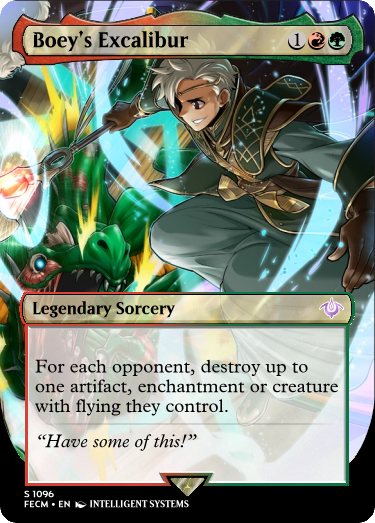 Boey's Excalibur 1
Legendary Sorcery
For each opponent, destroy up to
one artifact, enchantment or creature
with flying they control.
“Have some of this!”
S 1096
FECM • EN INTELLIGENT SYSTEMS